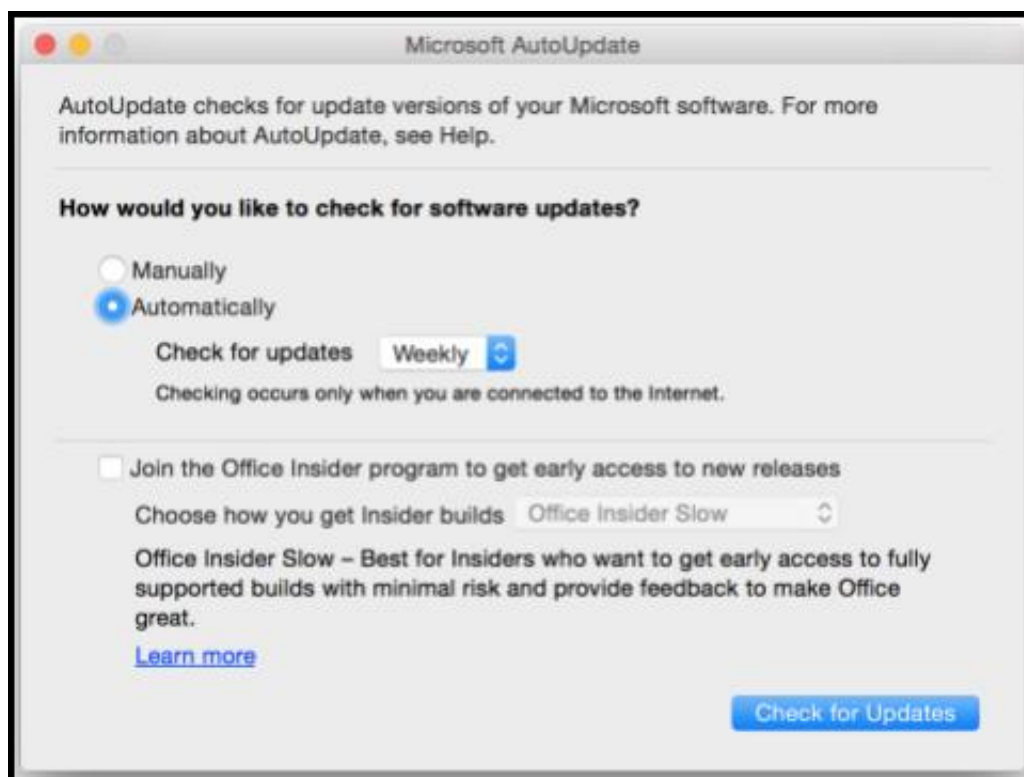 Microsoft AutoUpdate
AutoUpdate checks for update versions of your Microsoft software. For more
information about AutoUpdate, see Help.
How would you like to check for software updates?
Manually
Automatically
Check for updates Weekly
Checking occurs only when you are connected to the Internet.
Join the Office Insider program to get early access to new releases
Choose how you get Insider builds Office Insider Slow
Office Insider Slow – Best for Insiders who want to get early access to fully
supported builds with minimal risk and provide feedback to make Office
great.
Learn more
Check for Updates